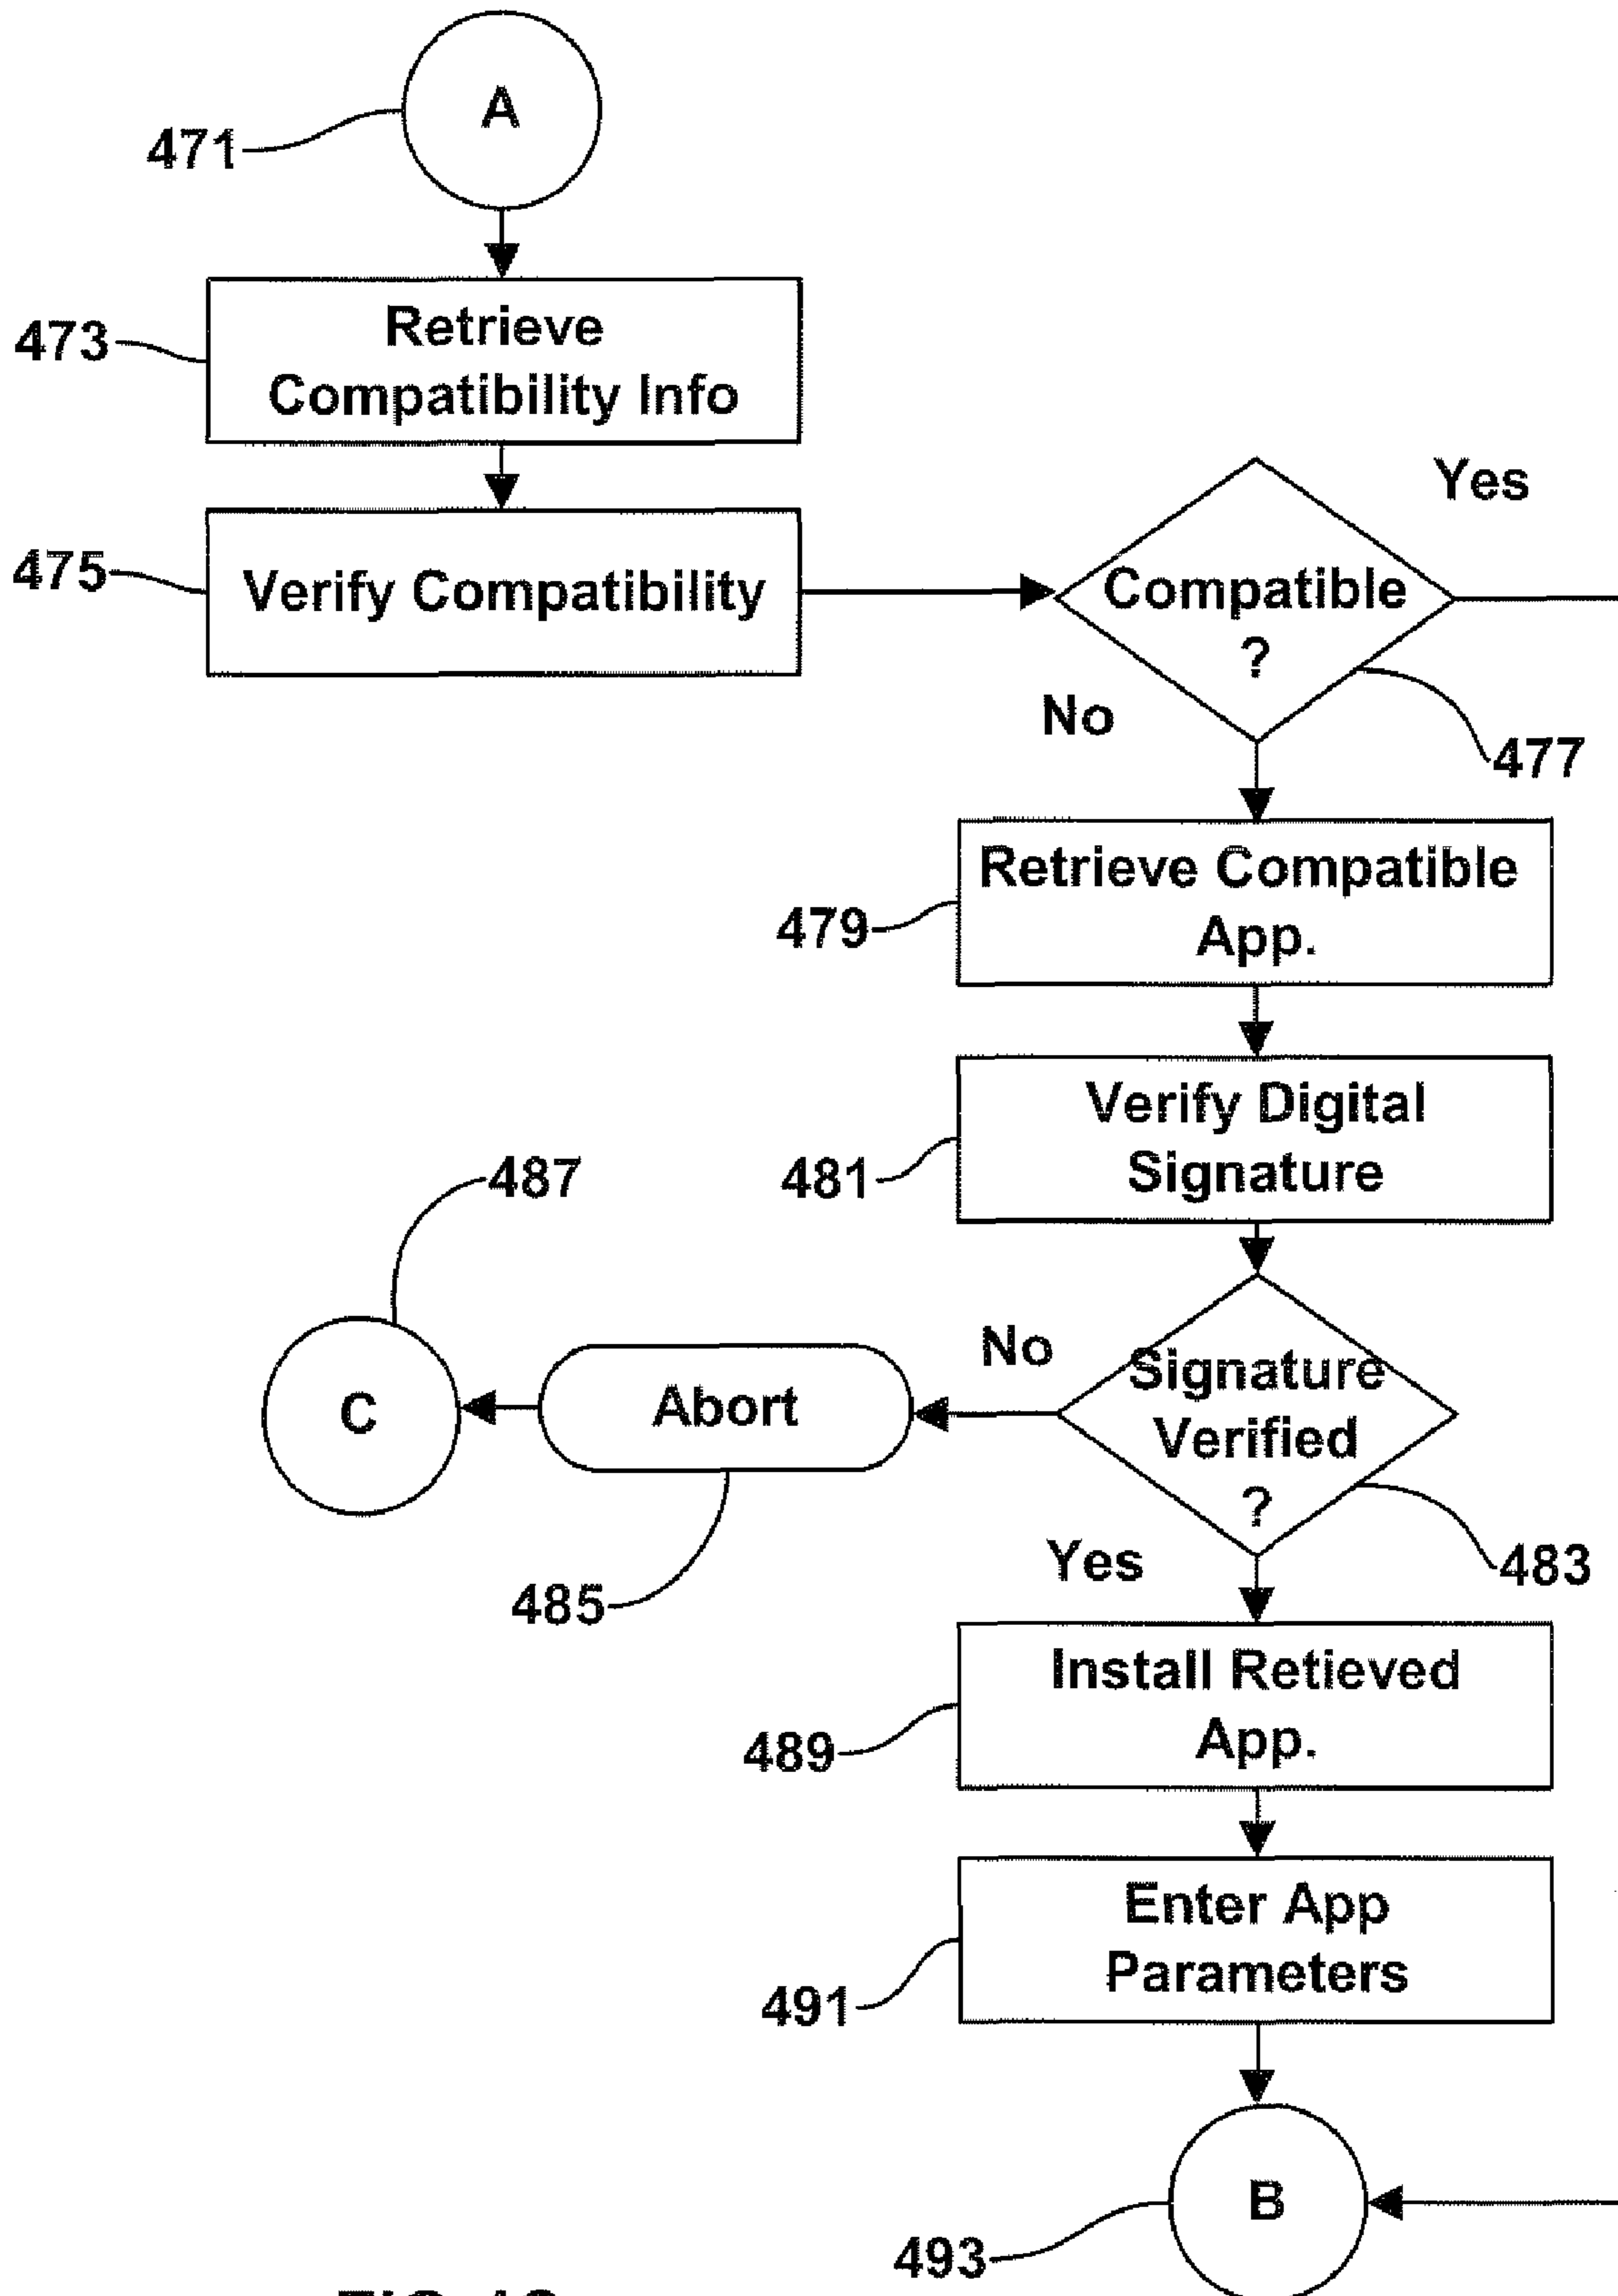 A
471
Retrieve
Compatibility Info
473
Verify Compatibility
475
Compatible
?
Yes
No
477
Retrieve Compatible
App.
479
Verify Digital
Signature
481
Signature
Verified
?
No
Yes
483
Abort
485
C
487
Install Retieved
App.
489
Enter App
Parameters
491
B
493